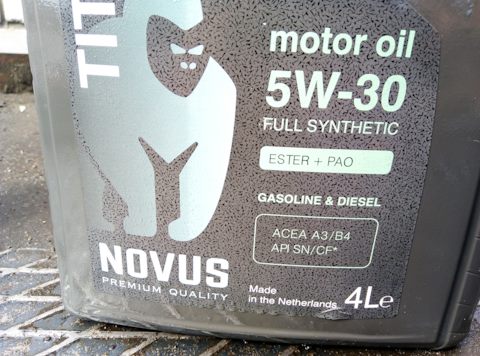 TIT
motor oil
5W-30
FULL SYNTHETIC
ESTER + PAO
GASOLINE & DIESEL
ACEA A3/B4
API SN/CF*
NOVUS
PREMIUM QUALITY
Made
in the Netherlands
4Le